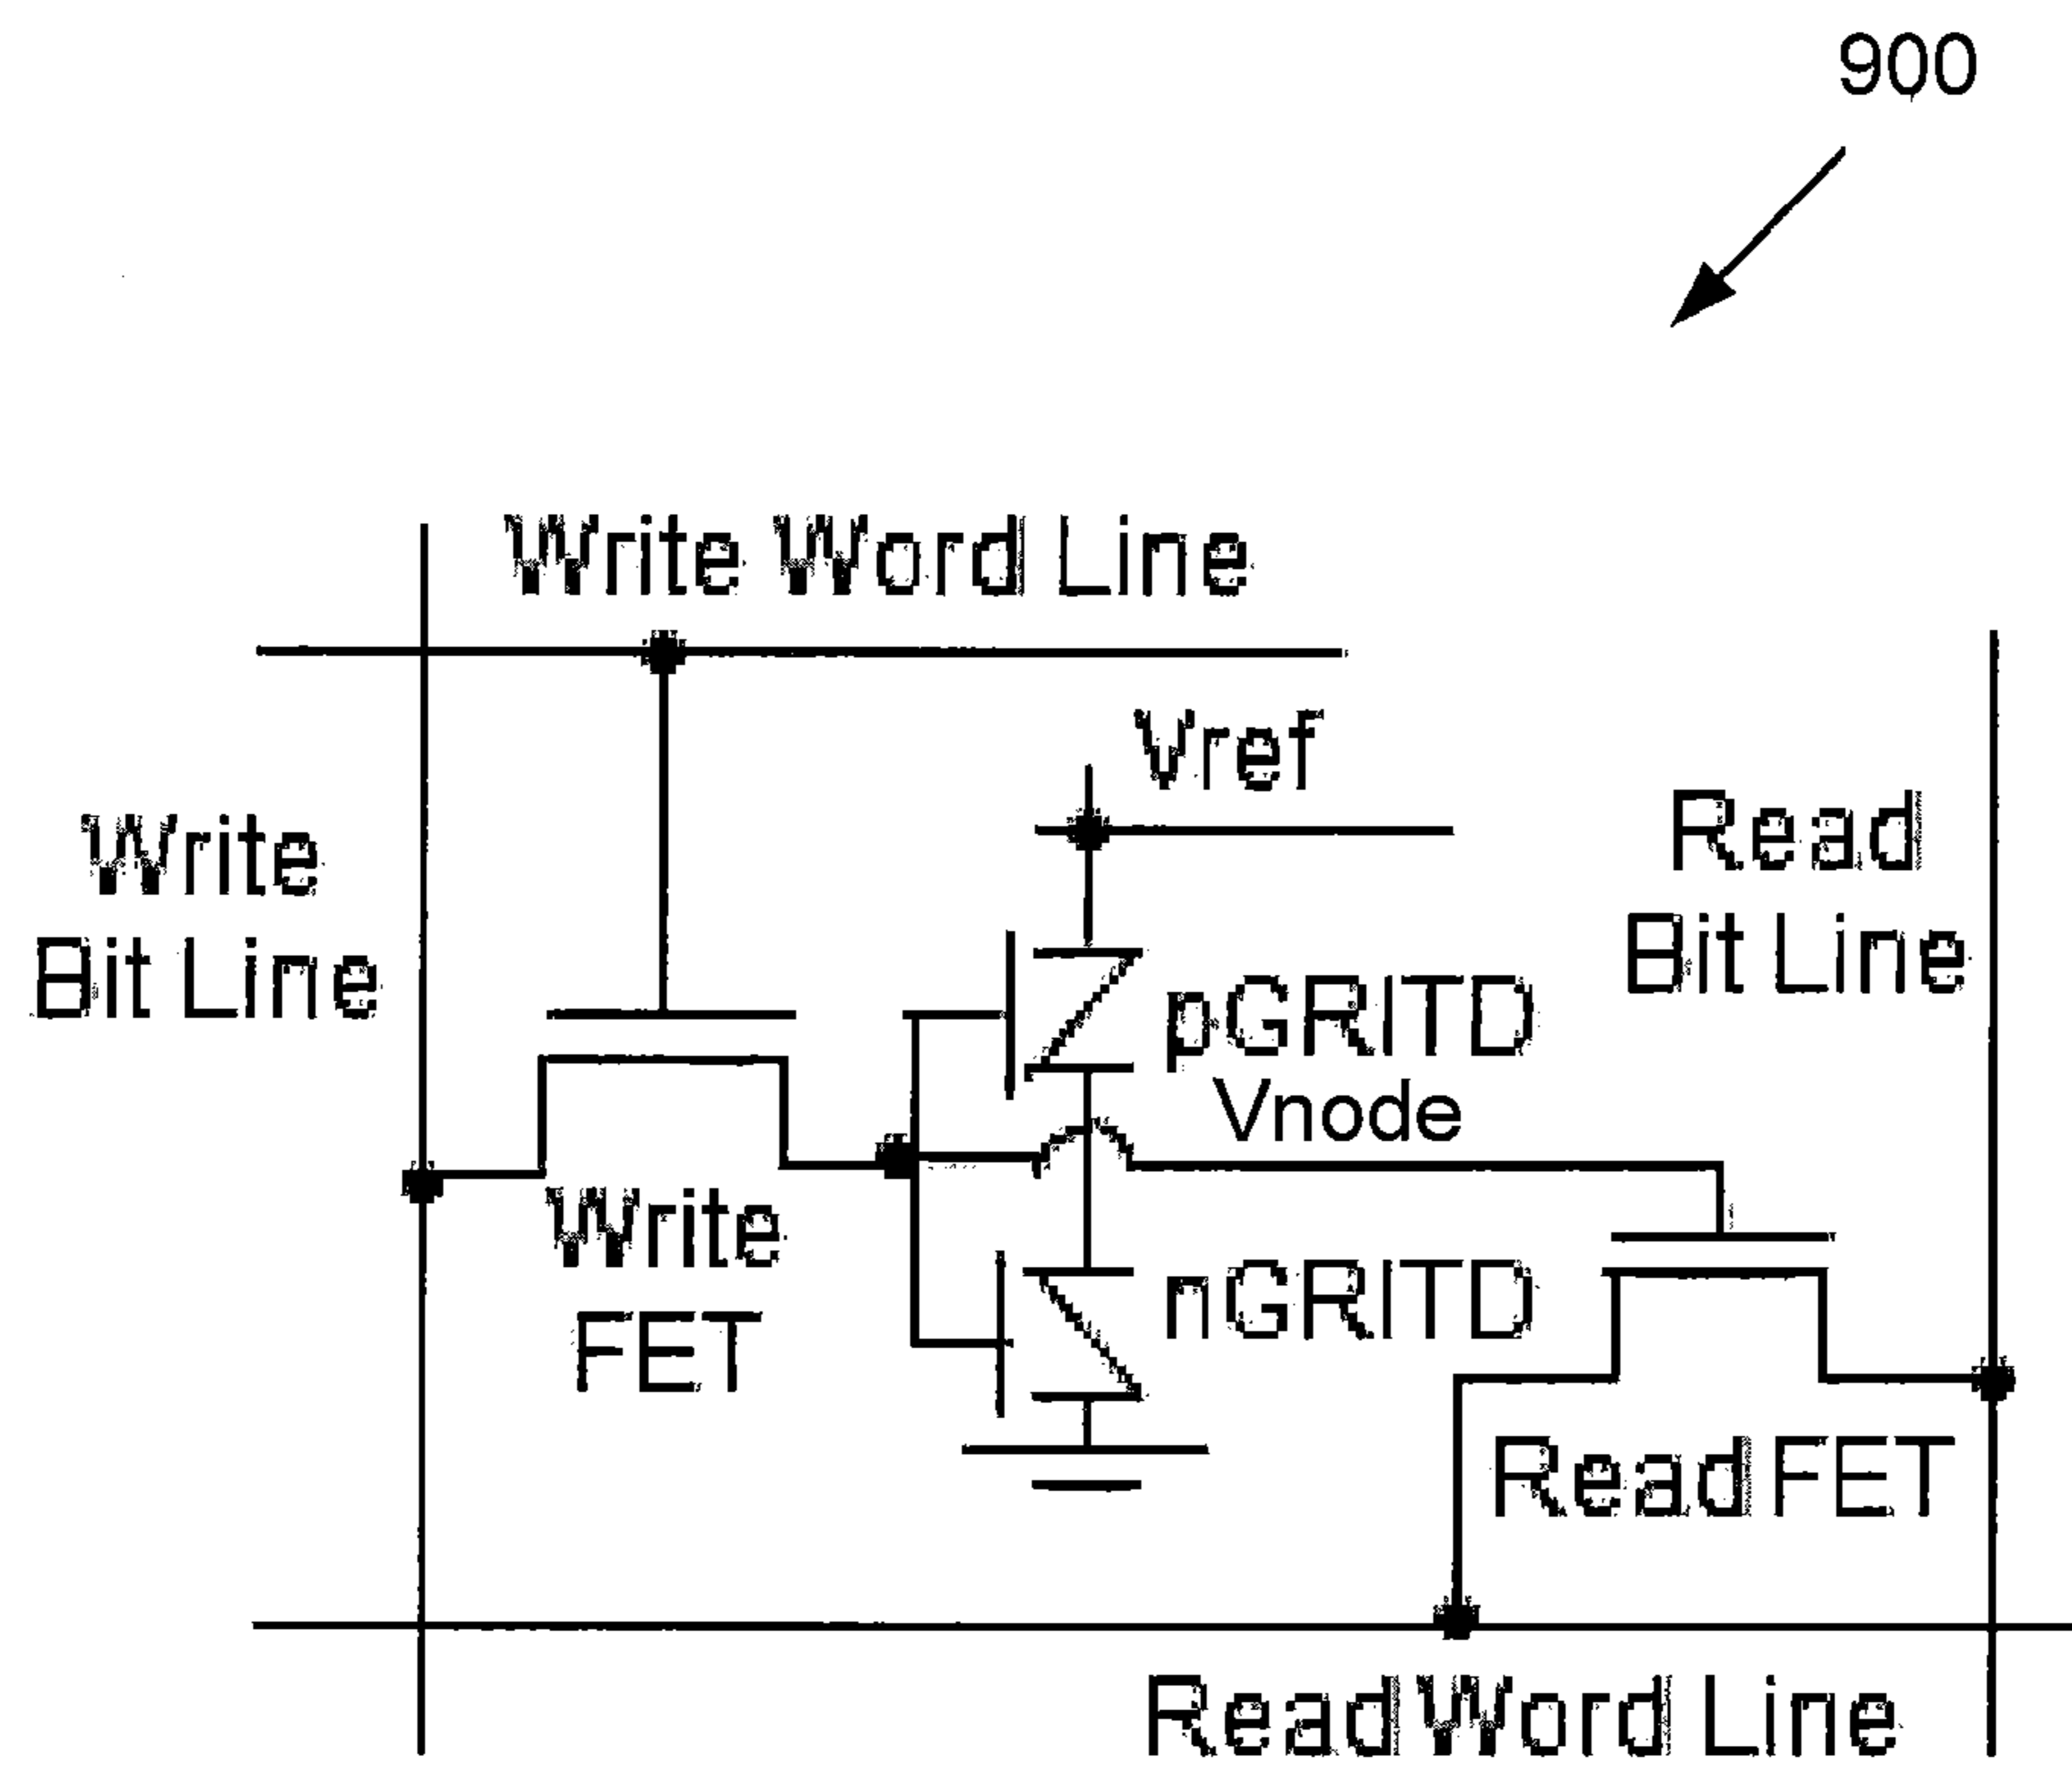 900
Write Word Line
Vref
Write
Bit Line
Read
Bit Line
pGRITD
Vnode
Write
FET
nGRITD
Read FET
Read Word Line